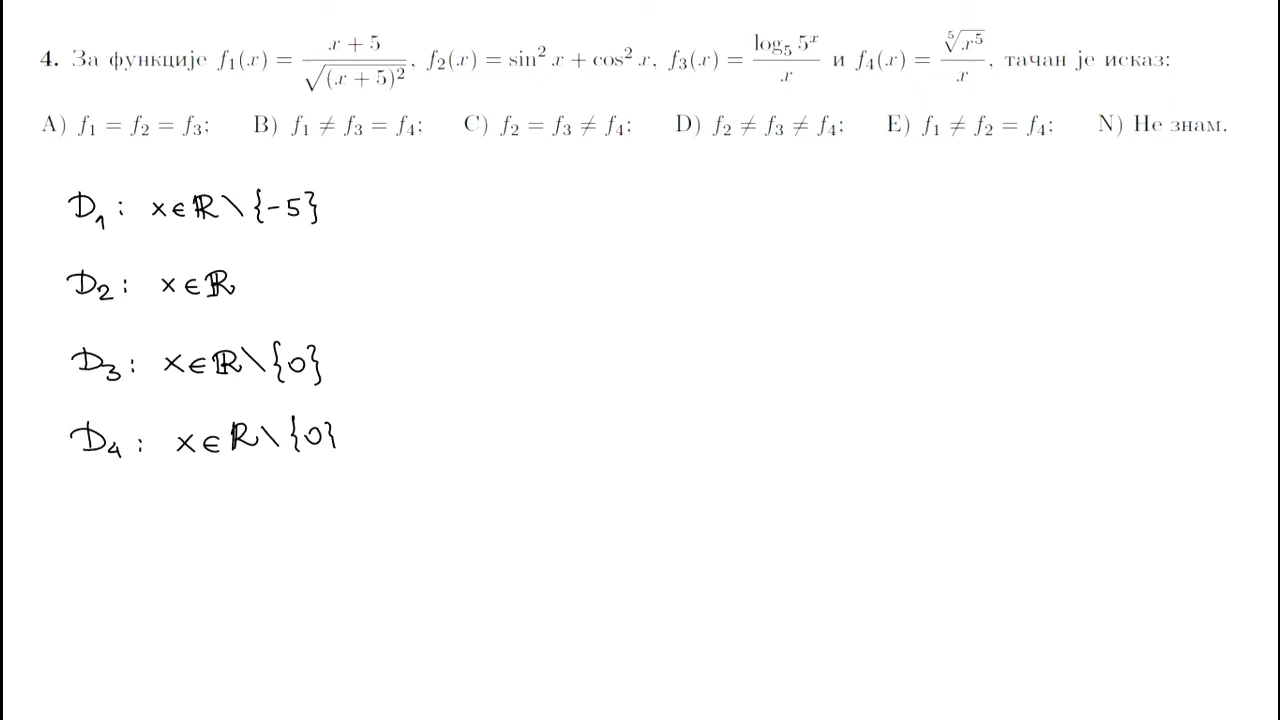 4. За функције f₁(x) = (x + 5)/√((x + 5)²), f₂(x) = sin² x + cos² x, f₃(x) = (log₅ 5ˣ)/x и f₄(x) = ⁵√(x⁵)/x, тачан је исказ:
A) f₁ = f₂ = f₃; B) f₁ ≠ f₃ = f₄; C) f₂ = f₃ ≠ f₄; D) f₂ ≠ f₃ ≠ f₄; E) f₁ ≠ f₂ = f₄; N) Не знам.
D₁: x∈ℝ\{-5}
D₂: x∈ℝ
D₃: x∈ℝ\{0}
D₄: x∈ℝ\{0}